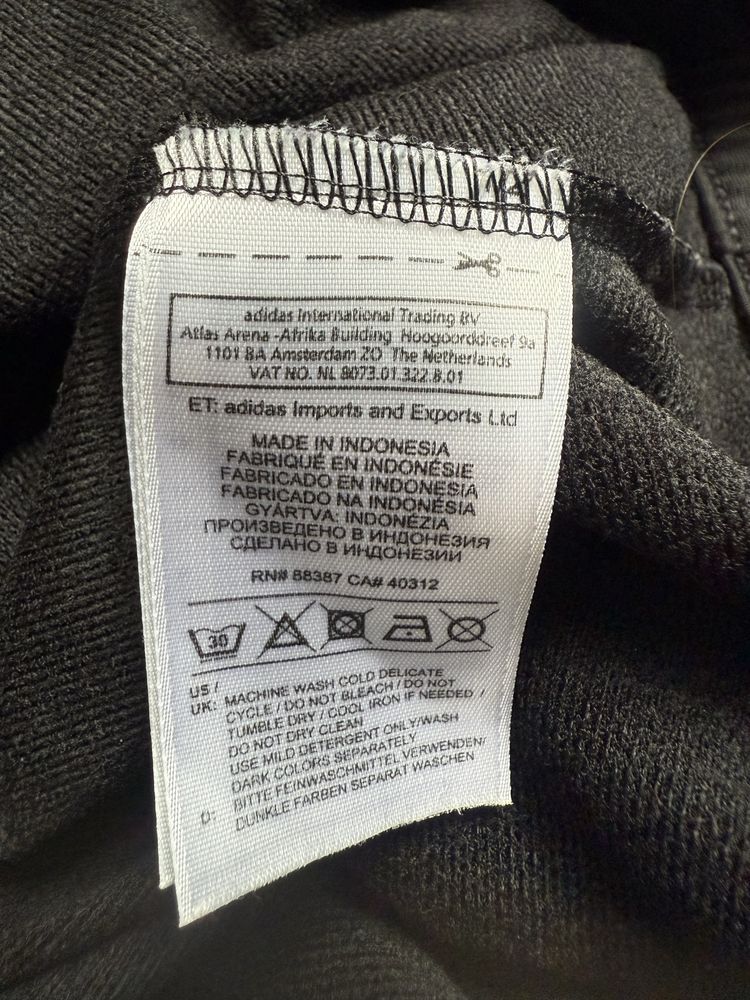 adidas International Trading BV
Atlas Arena -Afrika Building Hoogoorddreef 9a
1101 BA Amsterdam ZO The Netherlands
VAT NO. NL 8073.01.322.B.01
ET: adidas Imports and Exports Ltd
MADE IN INDONESIA
FABRIQUÉ EN INDONÉSIE
FABRICADO EN INDONESIA
FABRICADO NA INDONÉSIA
GYÁRTVA: INDONÉZIA
ПРОИЗВЕДЕНО В ИНДОНЕЗИЯ
СДЕЛАНО В ИНДОНЕЗИИ
RN# 88387 CA# 40312
30
US /
UK: MACHINE WASH COLD DELICATE
CYCLE / DO NOT BLEACH / DO NOT
TUMBLE DRY / COOL IRON IF NEEDED /
DO NOT DRY CLEAN
USE MILD DETERGENT ONLY/WASH
DARK COLORS SEPARATELY
D: BITTE FEINWASCHMITTEL VERWENDEN/
DUNKLE FARBEN SEPARAT WASCHEN